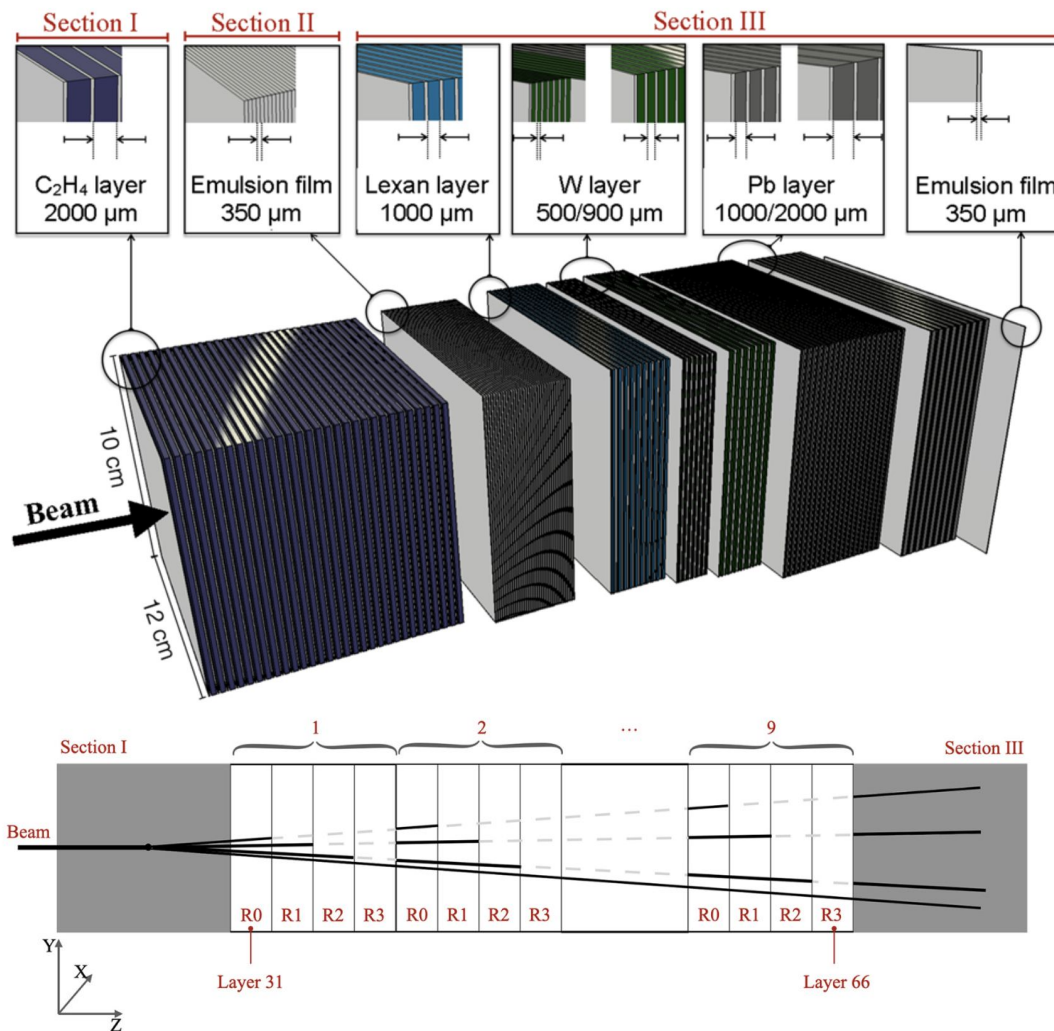 Section I
Section II
Section III
C₂H₄ layer
2000 μm
Emulsion film
350 μm
Lexan layer
1000 μm
W layer
500/900 μm
Pb layer
1000/2000 μm
Emulsion film
350 μm
10 cm
Beam
12 cm
1
2
...
9
Section I
Section III
Beam
R0
R1
R2
R3
R0
R1
R2
R3
R0
R1
R2
R3
Y
X
Z
Layer 31
Layer 66